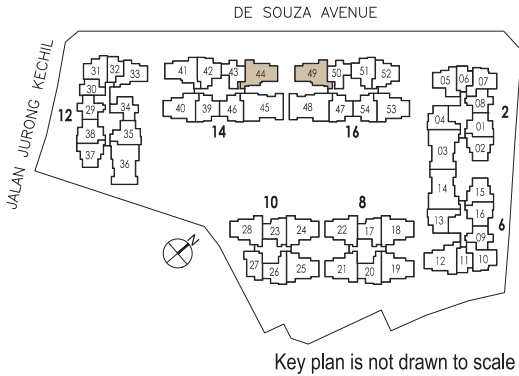 DE SOUZA AVENUE
JALAN JURONG KECHIL
31 32 33
30
29 34
12
38 35
37 36
41 42 43 44
40 39 46 45
14
49 50 51 52
48 47 54 53
16
05 06 07
08
04 01 2
03 02
14 15
13 16 6
09
12 11 10
10
28 23 24
27 26 25
8
22 17 18
21 20 19
N
Key plan is not drawn to scale